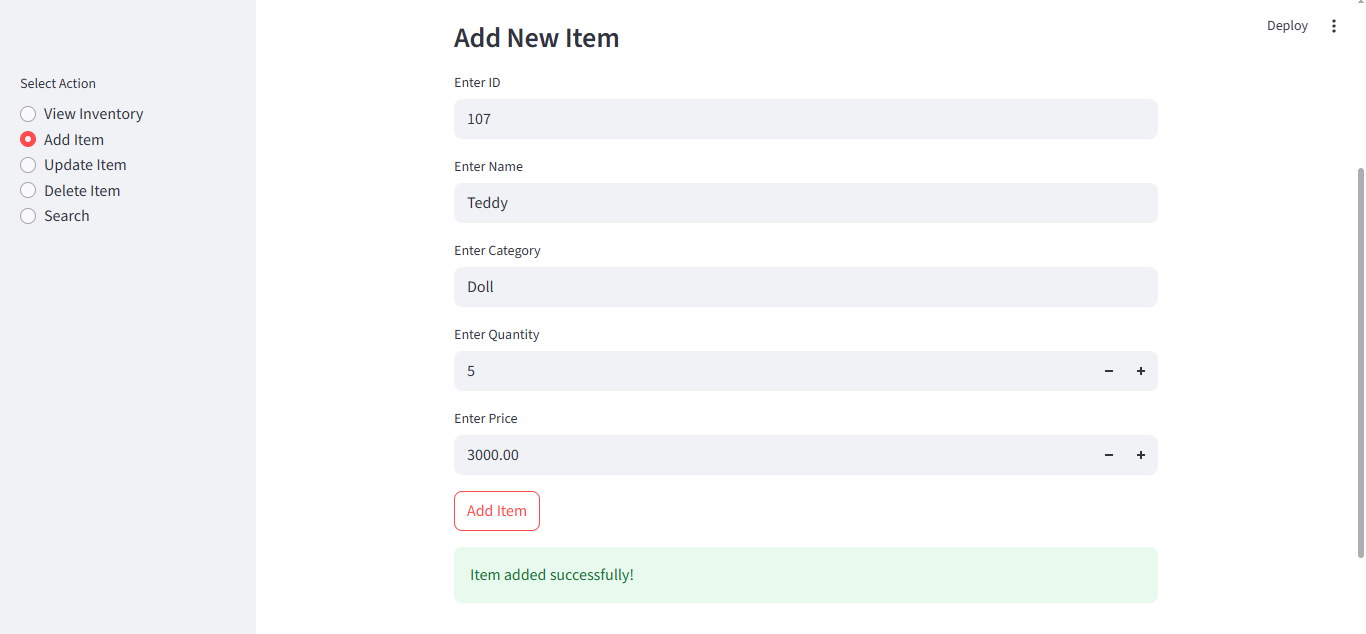 Deploy
Select Action
View Inventory
Add Item
Update Item
Delete Item
Search
Add New Item
Enter ID
107
Enter Name
Teddy
Enter Category
Doll
Enter Quantity
5
Enter Price
3000.00
Add Item
Item added successfully!